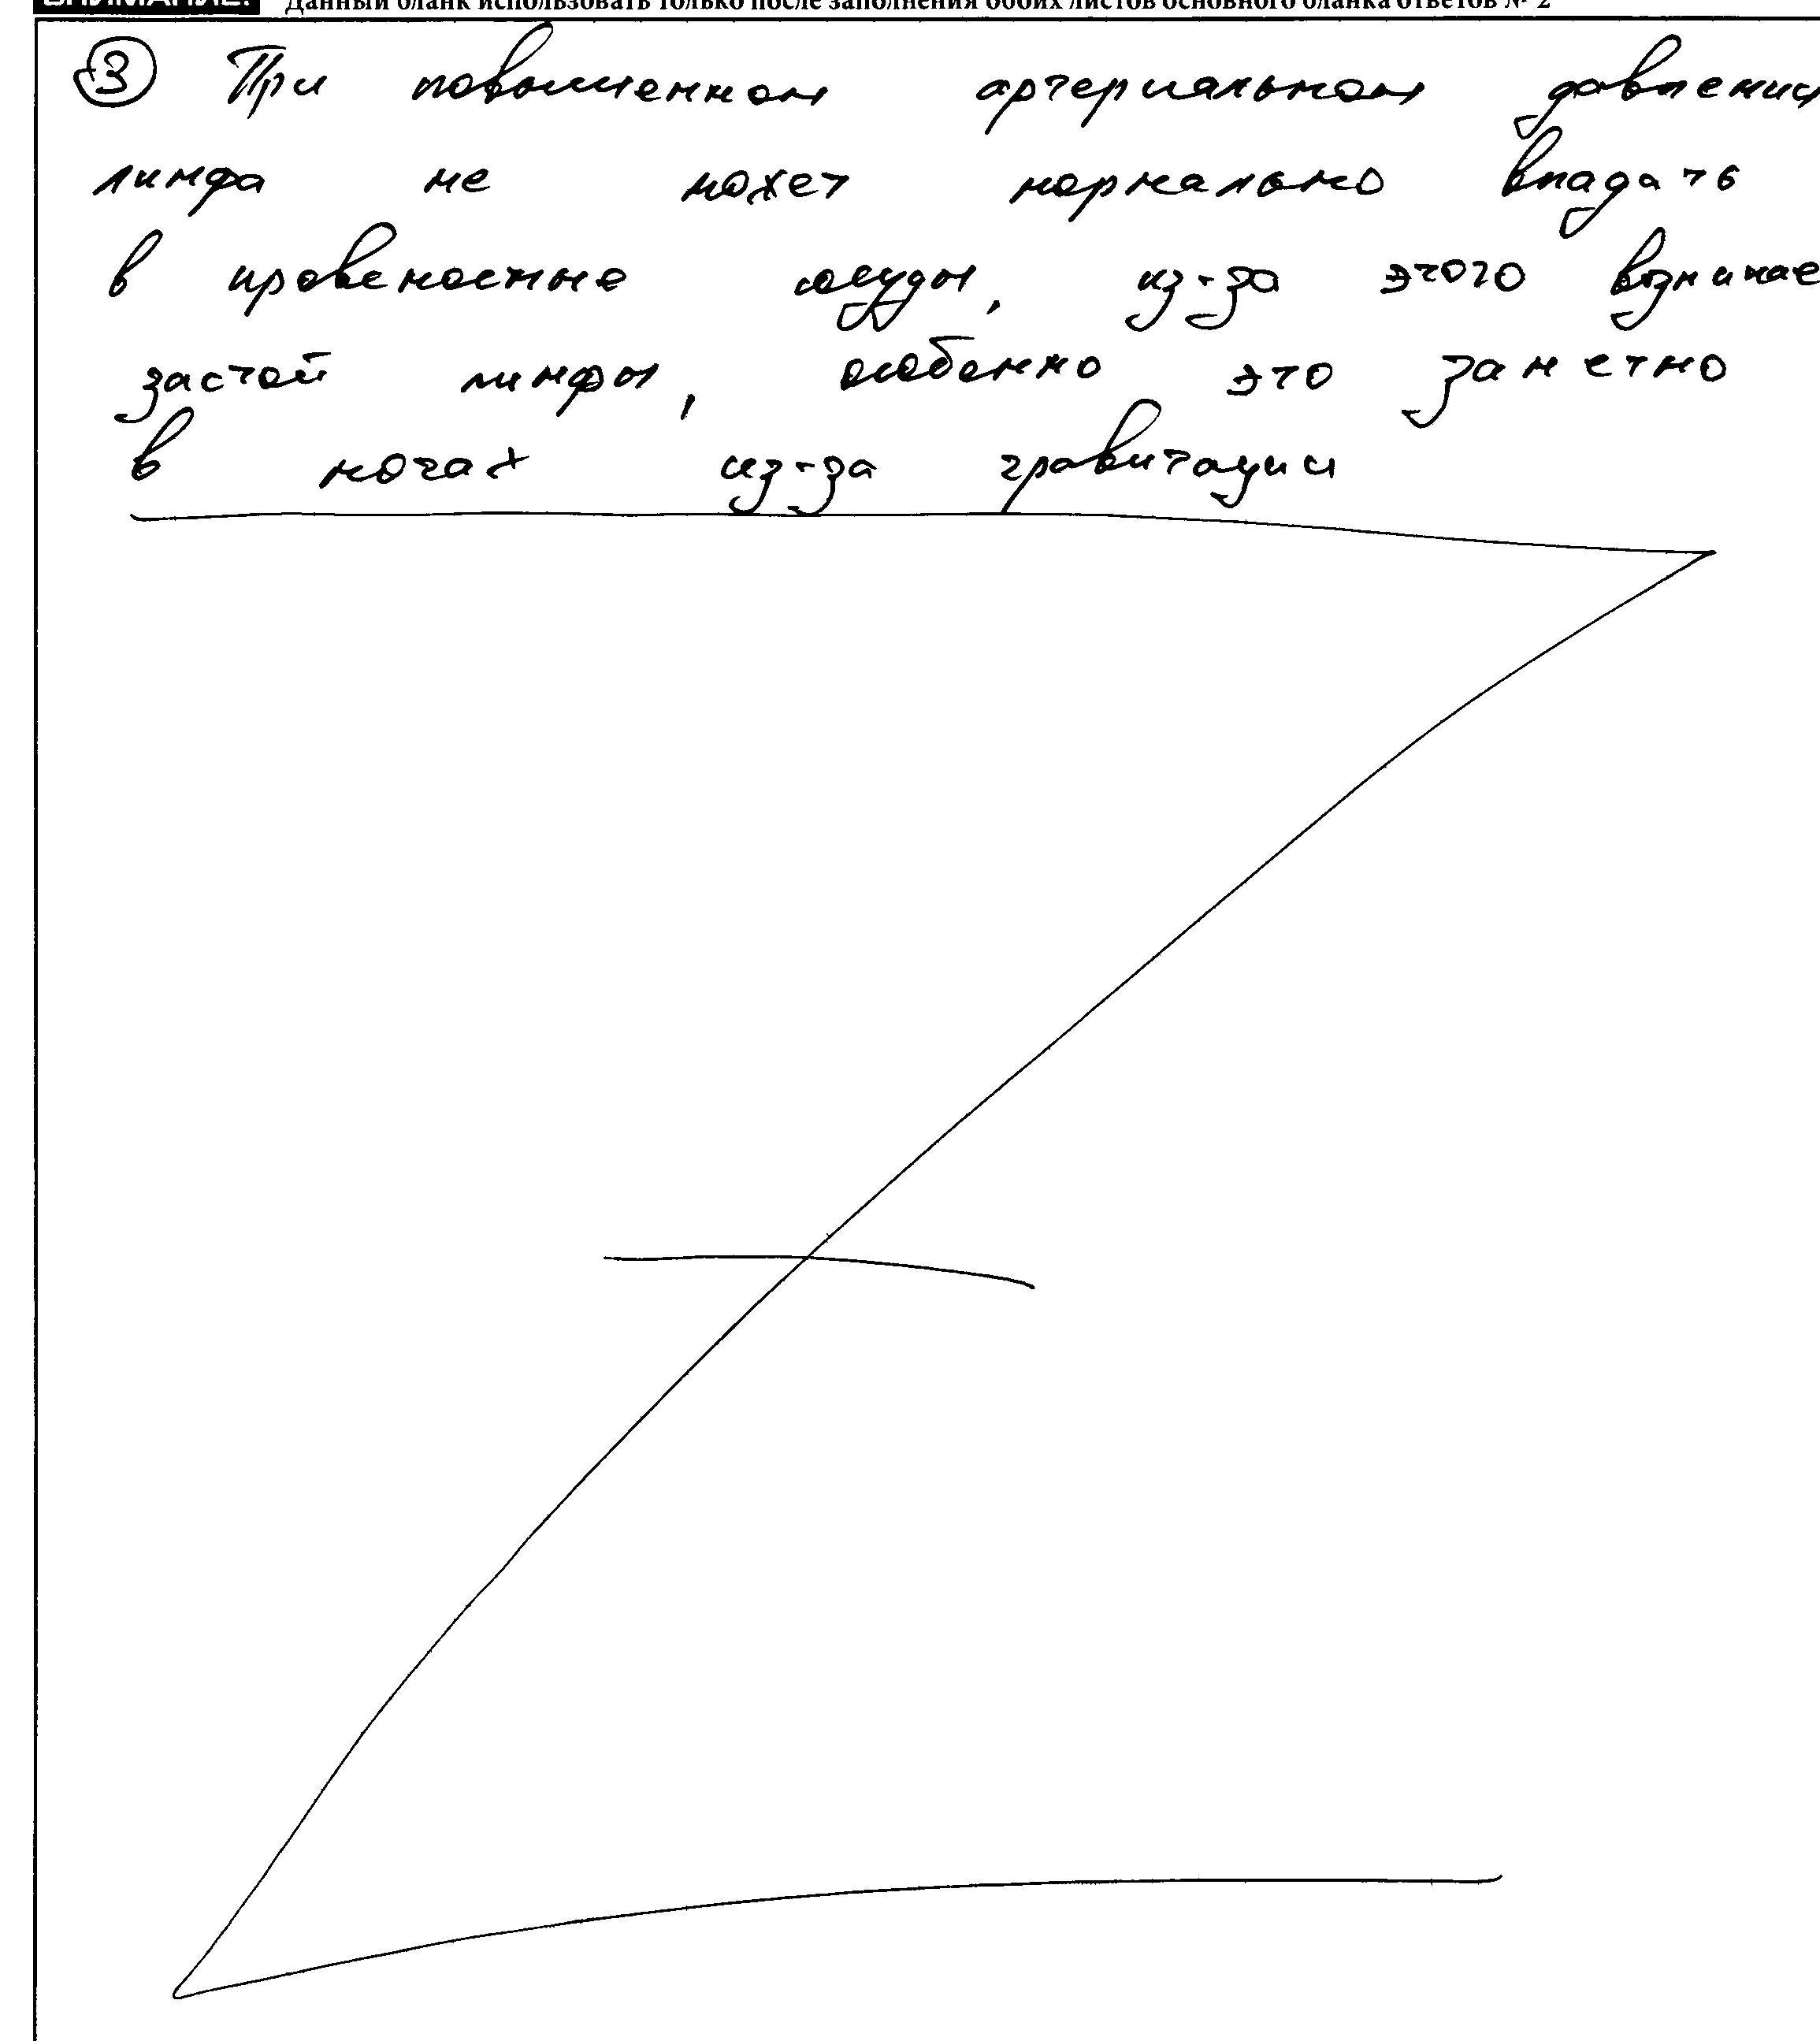 Данный бланк использовать только после заполнения обоих листов основного бланка ответов № 2
3) При повышенном артериальном давлении
лимфа не может нормально впадать
в кровеносные сосуды, из-за этого возникае
застой лимфы, особенно это заметно
в ногах из-за гравитации